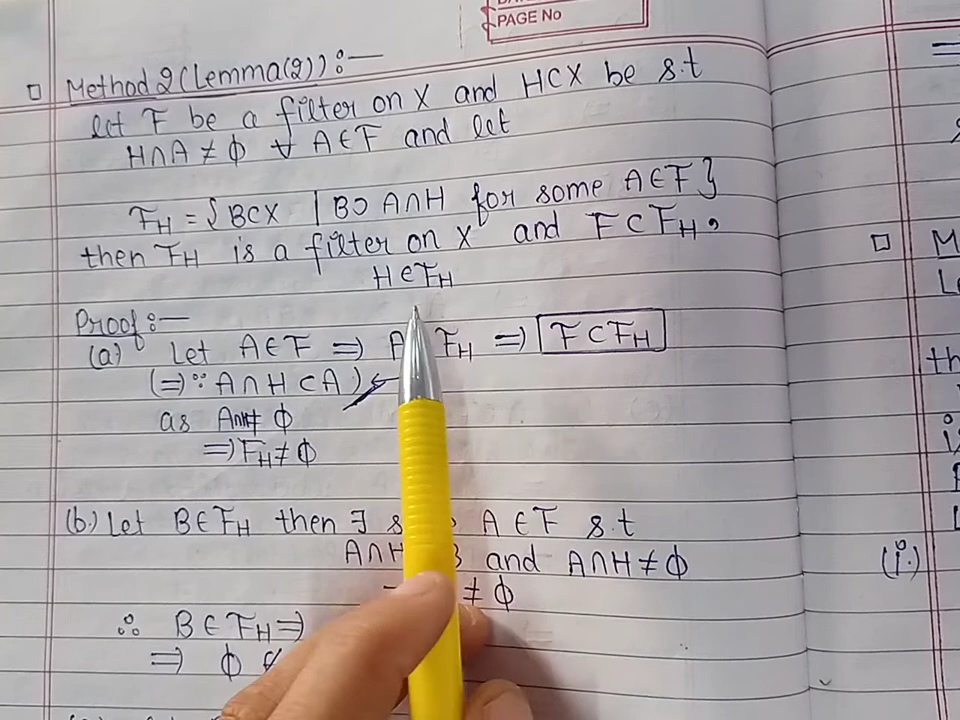 PAGE No
□ Method 2 (Lemma(2)):—
let F be a filter on X and H⊂X be s.t
H∩A ≠ ϕ ∀ A∈F and let
F_H = {B⊂X | B⊃A∩H for some A∈F}
then F_H is a filter on X and F⊂F_H,
H∈F_H
Proof:—
(a) Let A∈F ⇒ A F_H ⇒ F⊂F_H
(⇒∵ A∩H⊂A)
as A∩H≠ ϕ
⇒F_H≠ϕ
(b.) Let B∈F_H then ∃ A∈F s.t
A∩H B and A∩H≠ϕ
≠ϕ
∴ B∈F_H⇒
⇒ ϕ
□ M
Le
th
(i.)